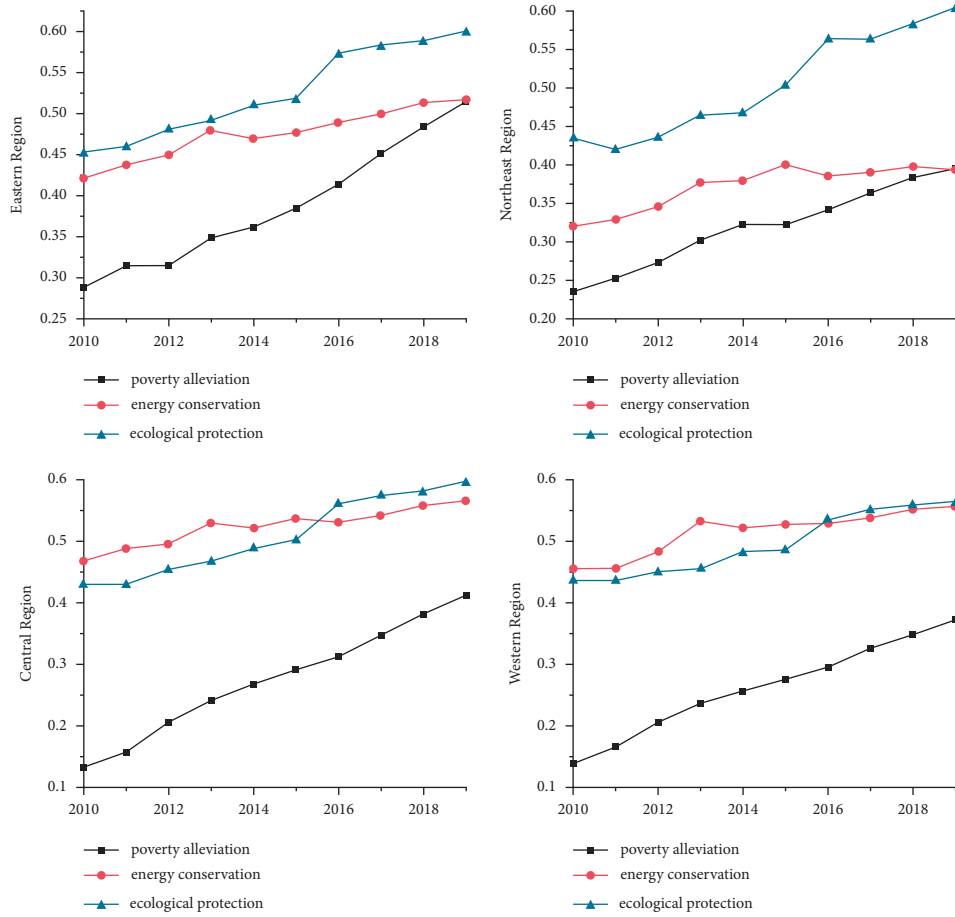 Eastern Region
0.60
0.55
0.50
0.45
0.40
0.35
0.30
0.25
2010 2012 2014 2016 2018
poverty alleviation
energy conservation
ecological protection
Northeast Region
0.60
0.55
0.50
0.45
0.40
0.35
0.30
0.25
0.20
2010 2012 2014 2016 2018
poverty alleviation
energy conservation
ecological protection
Central Region
0.6
0.5
0.4
0.3
0.2
0.1
2010 2012 2014 2016 2018
poverty alleviation
energy conservation
ecological protection
Western Region
0.6
0.5
0.4
0.3
0.2
0.1
2010 2012 2014 2016 2018
poverty alleviation
energy conservation
ecological protection